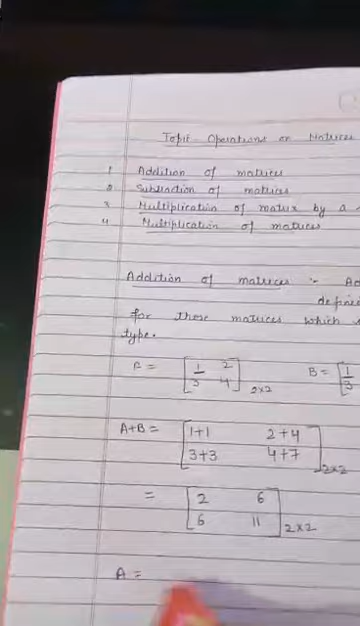 Topic Operations on Matrices
1 Addition of matrices
2 Subtraction of matrices
3 Multiplication of matrix by a
4 Multiplication of matrices
Addition of matrices :- Ad
define
for those matrices which
type.
A = [1 2 3 4] 2×2 B = [1 3
A+B = [1+1 2+4 3+3 4+7] 2×2
= [2 6 6 11] 2×2
A =